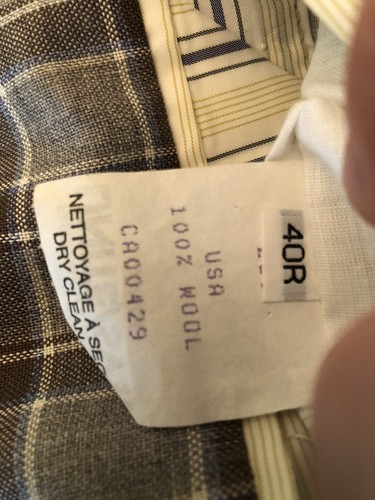 40R
USA
100% WOOL
CA00429
NETTOYAGE À SEC
DRY CLEAN